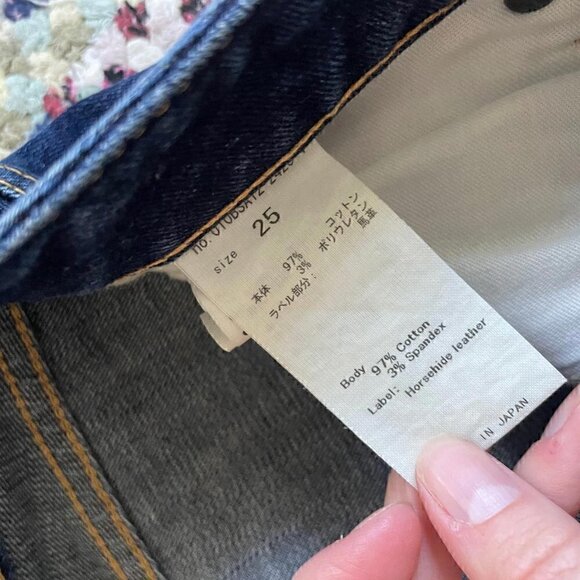 size 25
本体 97% コットン
3% ポリウレタン
ラベル部分: 馬革
Body 97% Cotton
3% Spandex
Label: Horsehide leather
IN JAPAN